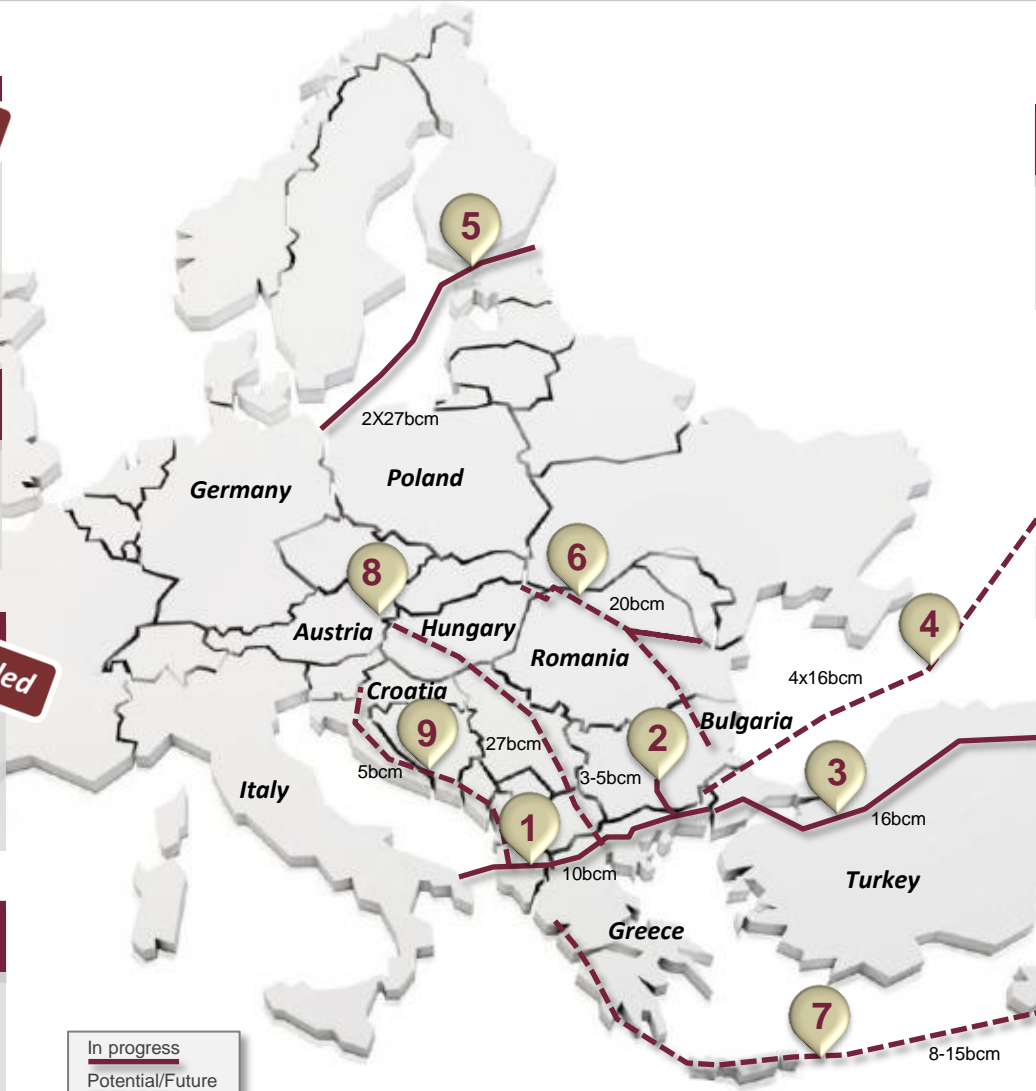 5
2X27bcm
Poland
Germany
6
8
20bcm
4
Austria
Hungary
Romania
4x16bcm
Croatia
Bulgaria
2
9
27bcm
3
5bcm
3-5bcm
Italy
1
16bcm
10bcm
Turkey
Greece
7
8-15bcm
In progress
Potential/Future